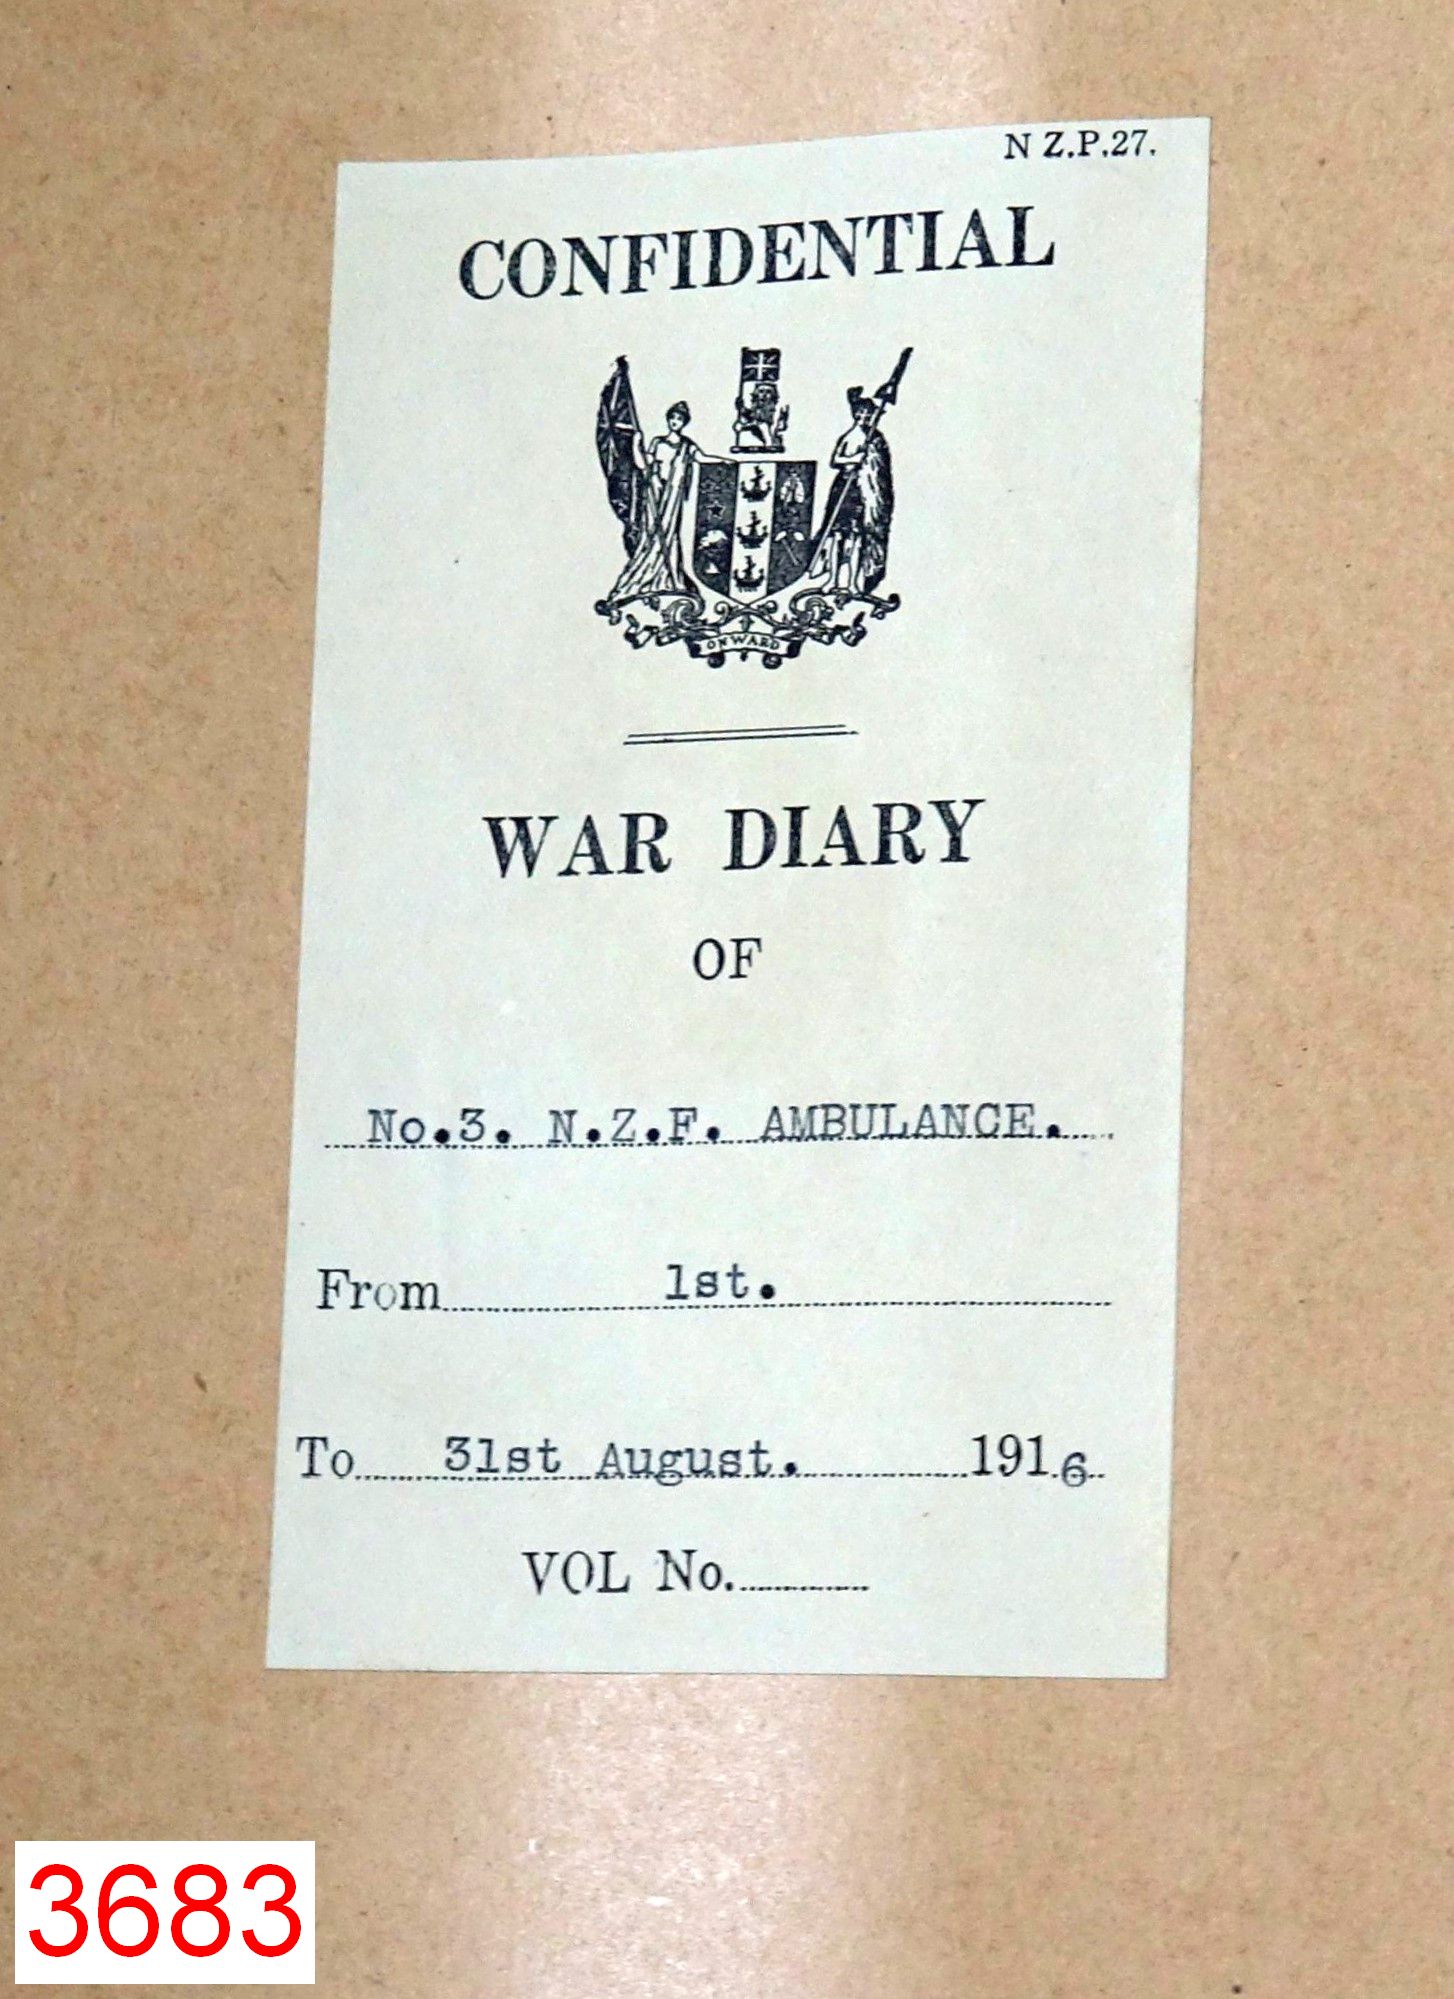 N Z.P.27.
CONFIDENTIAL
ONWARD
WAR DIARY
OF
No.3. N.Z.F. AMBULANCE.
From 1st.
To 31st August. 1916
VOL No.
3683